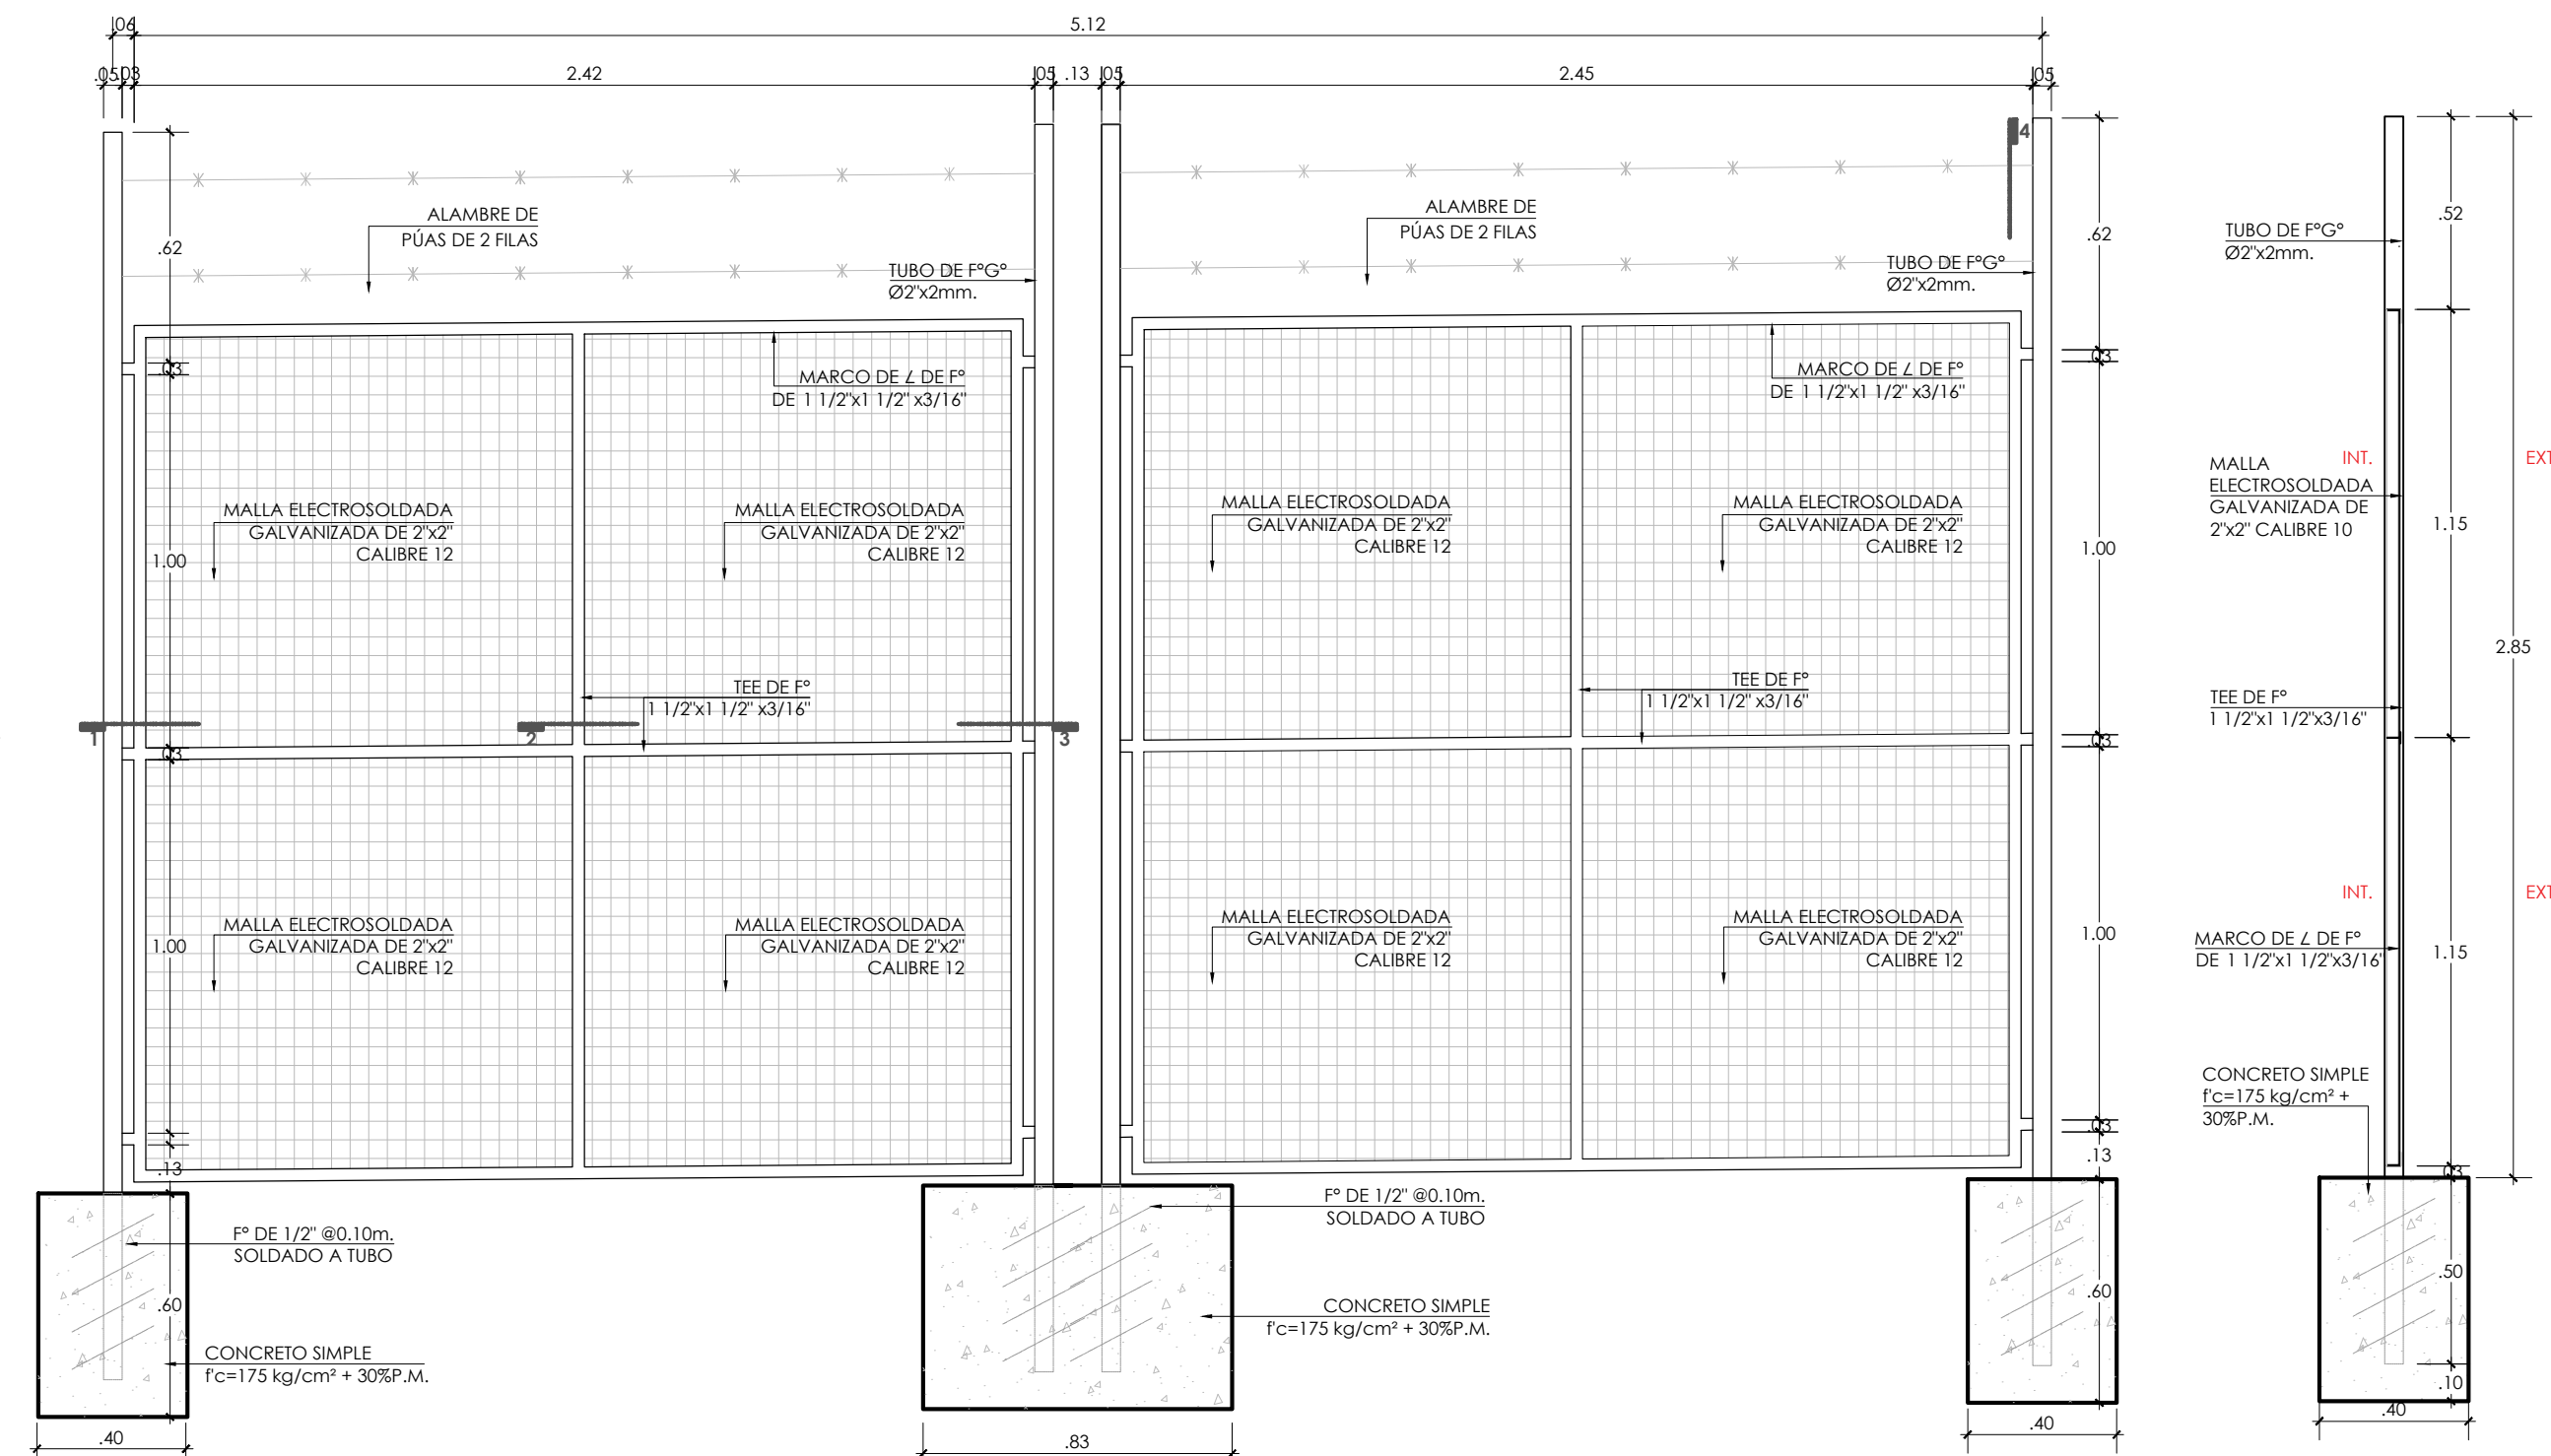 .06
5.12
.05
.03
2.42
.05
.13
.05
2.45
.05
4
ALAMBRE DE
PÚAS DE 2 FILAS
ALAMBRE DE
PÚAS DE 2 FILAS
.62
.62
.52
TUBO DE F°G°
Ø2"x2mm.
TUBO DE F°G°
Ø2"x2mm.
TUBO DE F°G°
Ø2"x2mm.
.03
.03
MARCO DE ∠ DE F°
DE 1 1/2"x1 1/2" x3/16"
MARCO DE ∠ DE F°
DE 1 1/2"x1 1/2" x3/16"
MALLA ELECTROSOLDADA
GALVANIZADA DE 2"x2"
CALIBRE 12
MALLA ELECTROSOLDADA
GALVANIZADA DE 2"x2"
CALIBRE 12
MALLA ELECTROSOLDADA
GALVANIZADA DE 2"x2"
CALIBRE 12
MALLA ELECTROSOLDADA
GALVANIZADA DE 2"x2"
CALIBRE 12
MALLA
ELECTROSOLDADA
GALVANIZADA DE
2"x2" CALIBRE 10
INT.
EXT
1.00
1.00
1.15
2.85
TEE DE F°
1 1/2"x1 1/2" x3/16"
TEE DE F°
1 1/2"x1 1/2" x3/16"
TEE DE F°
1 1/2"x1 1/2"x3/16"
1
2
3
.03
.03
MALLA ELECTROSOLDADA
GALVANIZADA DE 2"x2"
CALIBRE 12
MALLA ELECTROSOLDADA
GALVANIZADA DE 2"x2"
CALIBRE 12
MALLA ELECTROSOLDADA
GALVANIZADA DE 2"x2"
CALIBRE 12
MALLA ELECTROSOLDADA
GALVANIZADA DE 2"x2"
CALIBRE 12
INT.
EXT
1.00
1.00
1.15
MARCO DE ∠ DE F°
DE 1 1/2"x1 1/2"x3/16"
CONCRETO SIMPLE
f'c=175 kg/cm² +
30%P.M.
.03
.13
.13
.03
F° DE 1/2" @0.10m.
SOLDADO A TUBO
F° DE 1/2" @0.10m.
SOLDADO A TUBO
.60
.60
.50
CONCRETO SIMPLE
f'c=175 kg/cm² + 30%P.M.
CONCRETO SIMPLE
f'c=175 kg/cm² + 30%P.M.
.10
.40
.83
.40
.40